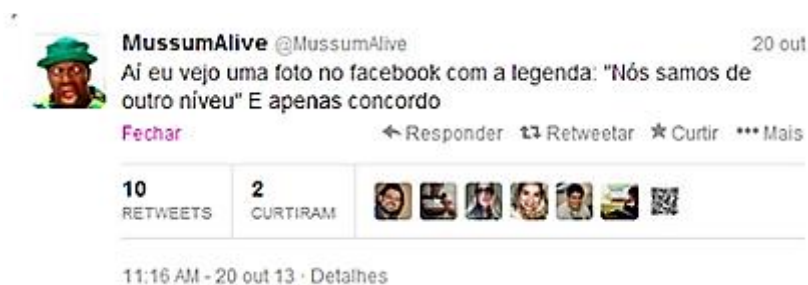 MussumAlive @MussumAlive 20 out
Aí eu vejo uma foto no facebook com a legenda: "Nós samos de
outro níveu" E apenas concordo
Fechar Responder Retweetar Curtir Mais
10 2
RETWEETS CURTIRAM
11:16 AM - 20 out 13 · Detalhes